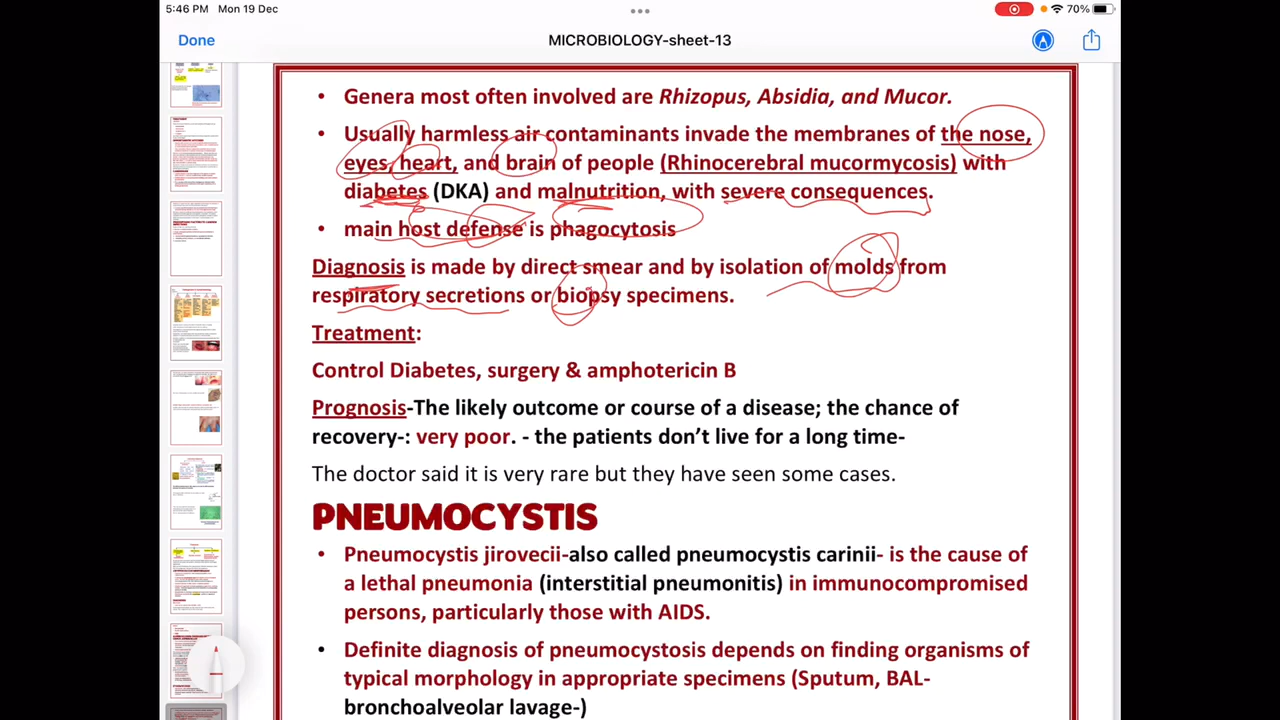 5:46 PM Mon 19 Dec
70%
Done
MICROBIOLOGY-sheet-13
• Genera most often involved are Rhizopus, Absidia, and Mucor.
• Usually harmless air contaminants invade the membranes of the nose,
eyes, heart and brain of people (Rhinocerebral mucormycosis) with
diabetes (DKA) and malnutrition, with severe consequences.
• main host defense is phagocytosis
Diagnosis is made by direct smear and by isolation of molds from
respiratory secretions or biopsy specimens.
Treatment:
Control Diabetes, surgery & amphotericin B
Prognosis-The likely outcome or course of a disease; the chance of
recovery-: very poor. - the patients don’t live for a long time-
The doctor said it is very rare but they have seen some cases.
PNEUMOCYSTIS
• Pneumocystis jirovecii-also called pneumocystis carinii- is the cause of
a lethal pneumonia (interstitial pneumonitis) in immunocompromised
persons, particularly those with AIDS.
• Definite diagnosis of pneumocystosis depends on finding organisms of
typical morphology in appropriate specimens (Sputum, BAL-
bronchoalveolar lavage-)